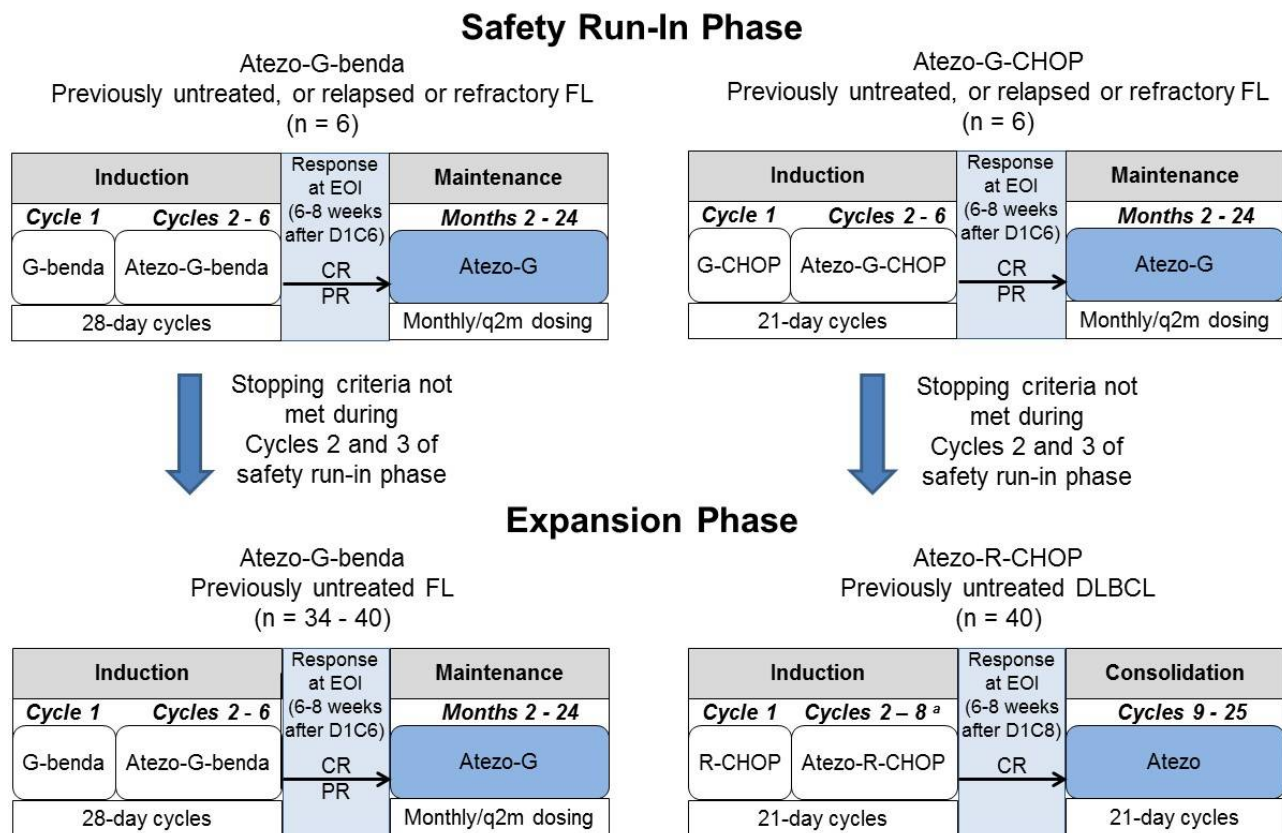 Safety Run-In Phase
Atezo-G-benda
Previously untreated, or relapsed or refractory FL
(n = 6)
Induction
Response
at EOI
(6-8 weeks
after D1C6)
Maintenance
Cycle 1
Cycles 2 - 6
Months 2 - 24
G-benda
Atezo-G-benda
CR
PR
Atezo-G
28-day cycles
Monthly/q2m dosing
Atezo-G-CHOP
Previously untreated, or relapsed or refractory FL
(n = 6)
Induction
Response
at EOI
(6-8 weeks
after D1C6)
Maintenance
Cycle 1
Cycles 2 - 6
Months 2 - 24
G-CHOP
Atezo-G-CHOP
CR
PR
Atezo-G
21-day cycles
Monthly/q2m dosing
Stopping criteria not
met during
Cycles 2 and 3 of
safety run-in phase
Stopping criteria not
met during
Cycles 2 and 3 of
safety run-in phase
Expansion Phase
Atezo-G-benda
Previously untreated FL
(n = 34 - 40)
Induction
Response
at EOI
(6-8 weeks
after D1C6)
Maintenance
Cycle 1
Cycles 2 - 6
Months 2 - 24
G-benda
Atezo-G-benda
CR
PR
Atezo-G
28-day cycles
Monthly/q2m dosing
Atezo-R-CHOP
Previously untreated DLBCL
(n = 40)
Induction
Response
at EOI
(6-8 weeks
after D1C8)
Consolidation
Cycle 1
Cycles 2 – 8 a
Cycles 9 - 25
R-CHOP
Atezo-R-CHOP
CR
Atezo
21-day cycles
21-day cycles